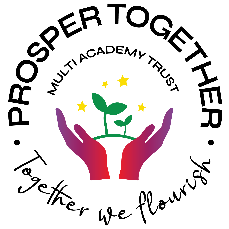 • PROSPER TOGETHER •
MULTI ACADEMY TRUST
Together we flourish